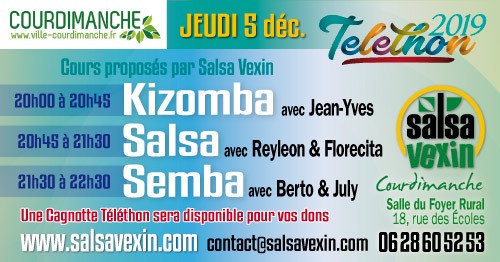 COURDIMANCHE
www.ville-courdimanche.fr
JEUDI 5 déc.
2019
Telethon
Cours proposés par Salsa Vexin
20h00 à 20h45 Kizomba avec Jean-Yves
20h45 à 21h30 Salsa avec Reyleon & Florecita
21h30 à 22h30 Semba avec Berto & July
salsa
vexin
Courdimanche
Salle du Foyer Rural
18, rue des Écoles
Une Cagnotte Téléthon sera disponible pour vos dons
www.salsavexin.com contact@salsavexin.com 06 28 60 52 53